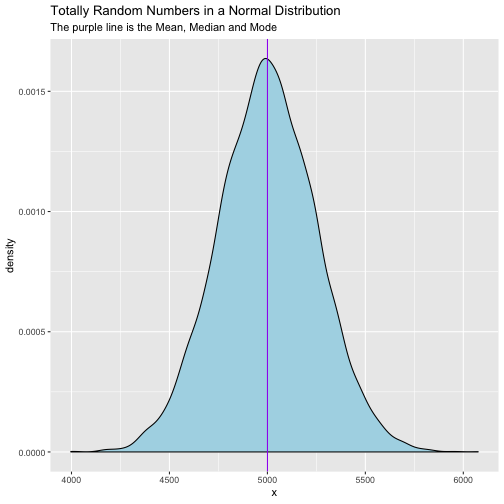 Totally Random Numbers in a Normal Distribution
The purple line is the Mean, Median and Mode
0.0015
0.0010
0.0005
0.0000
density
4000 4500 5000 5500 6000
x